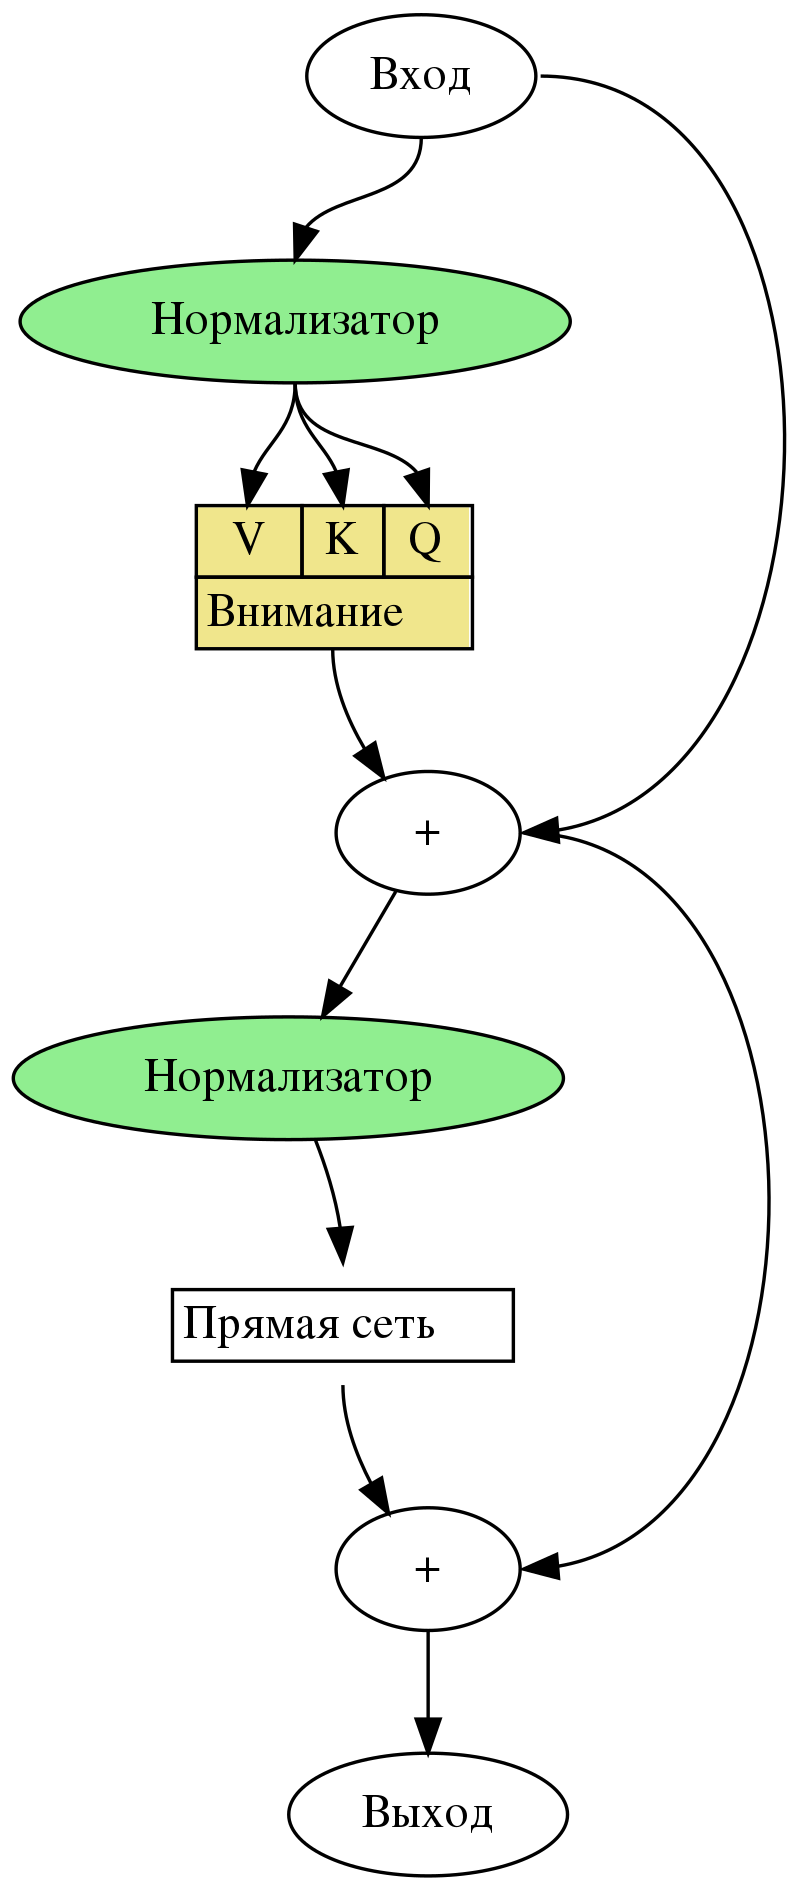 Вход
Нормализатор
V K Q
Внимание
+
Нормализатор
Прямая сеть
+
Выход